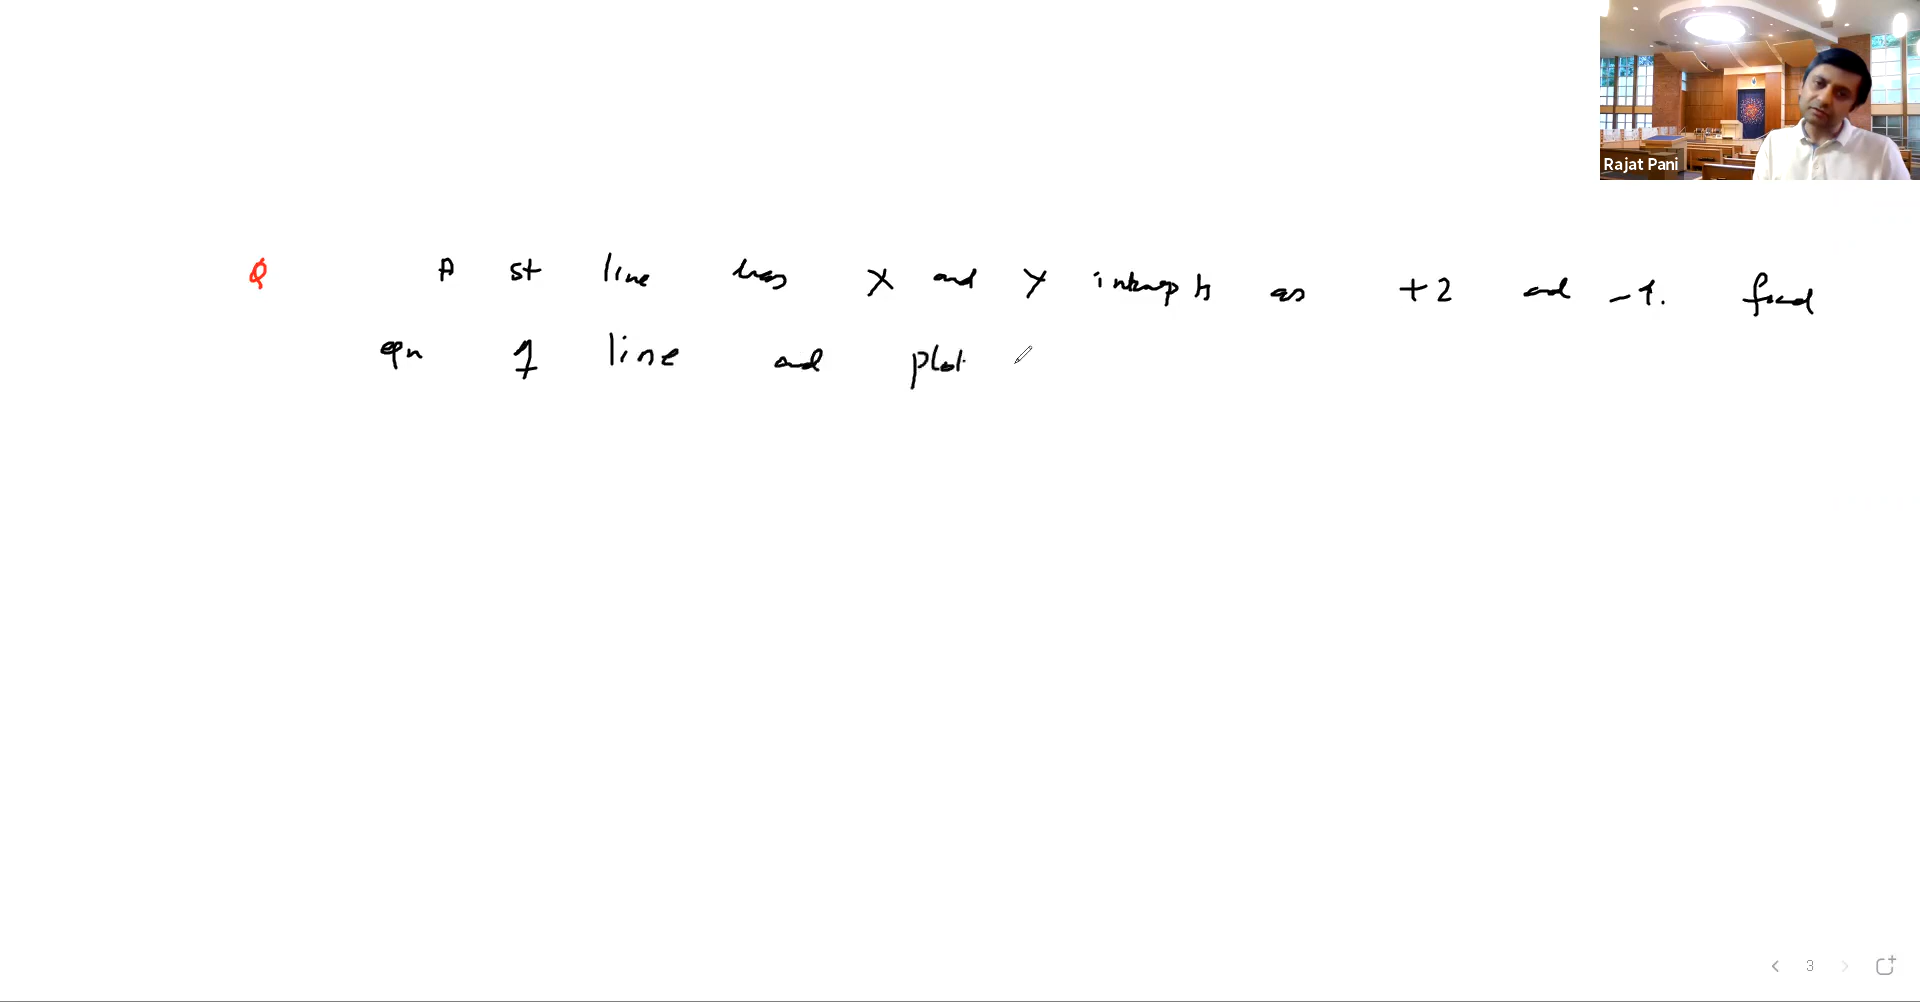 Rajat Pani
Q A st line has X and Y intercepts as +2 and -1. find
eqn of line and plot
3